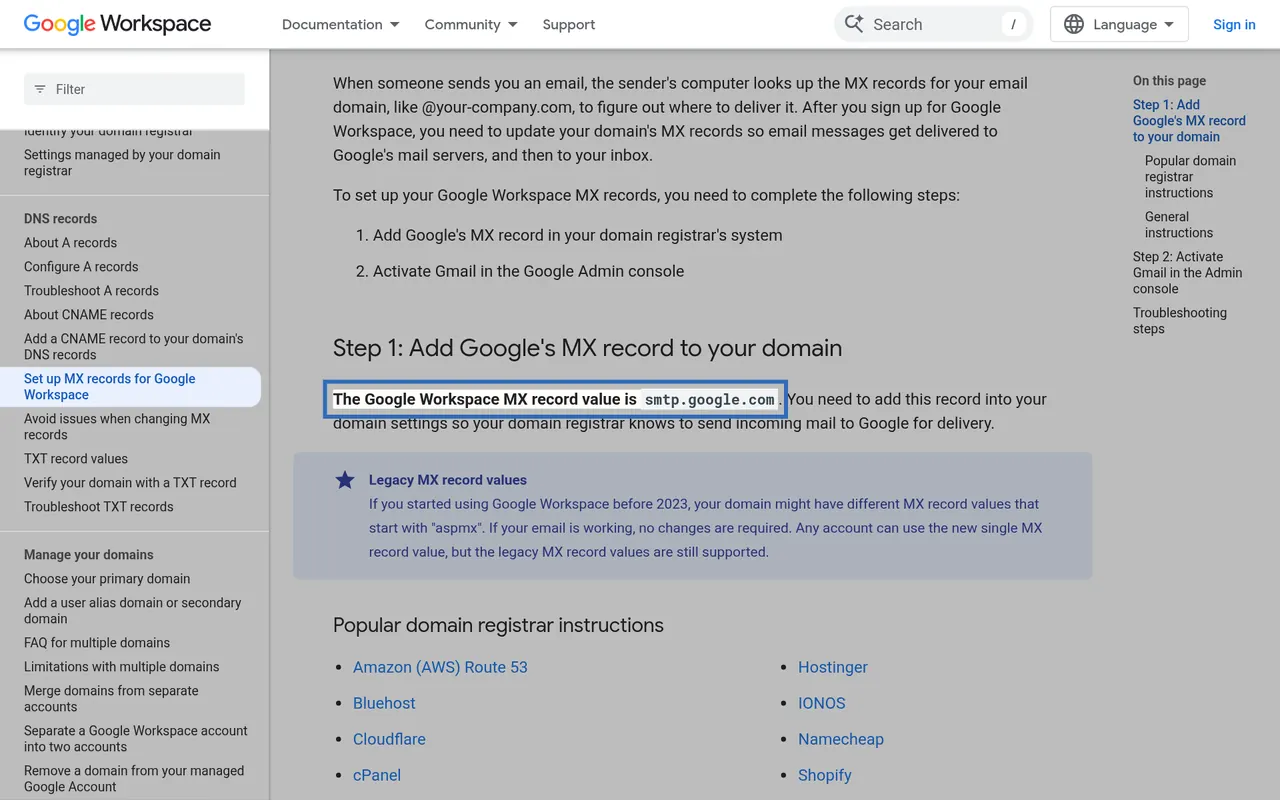 Google Workspace
Documentation
Community
Support
Search
/
Language
Sign in
Filter
Identify your domain registrar
Settings managed by your domain
registrar
DNS records
About A records
Configure A records
Troubleshoot A records
About CNAME records
Add a CNAME record to your domain's
DNS records
Set up MX records for Google
Workspace
Avoid issues when changing MX
records
TXT record values
Verify your domain with a TXT record
Troubleshoot TXT records
Manage your domains
Choose your primary domain
Add a user alias domain or secondary
domain
FAQ for multiple domains
Limitations with multiple domains
Merge domains from separate
accounts
Separate a Google Workspace account
into two accounts
Remove a domain from your managed
Google Account
When someone sends you an email, the sender's computer looks up the MX records for your email
domain, like @your-company.com, to figure out where to deliver it. After you sign up for Google
Workspace, you need to update your domain's MX records so email messages get delivered to
Google's mail servers, and then to your inbox.
To set up your Google Workspace MX records, you need to complete the following steps:
1. Add Google's MX record in your domain registrar's system
2. Activate Gmail in the Google Admin console
Step 1: Add Google's MX record to your domain
The Google Workspace MX record value is smtp.google.com. You need to add this record into your
domain settings so your domain registrar knows to send incoming mail to Google for delivery.
Legacy MX record values
If you started using Google Workspace before 2023, your domain might have different MX record values that
start with "aspmx". If your email is working, no changes are required. Any account can use the new single MX
record value, but the legacy MX record values are still supported.
Popular domain registrar instructions
• Amazon (AWS) Route 53
• Bluehost
• Cloudflare
• cPanel
• Hostinger
• IONOS
• Namecheap
• Shopify
On this page
Step 1: Add
Google's MX record
to your domain
Popular domain
registrar
instructions
General
instructions
Step 2: Activate
Gmail in the Admin
console
Troubleshooting
steps